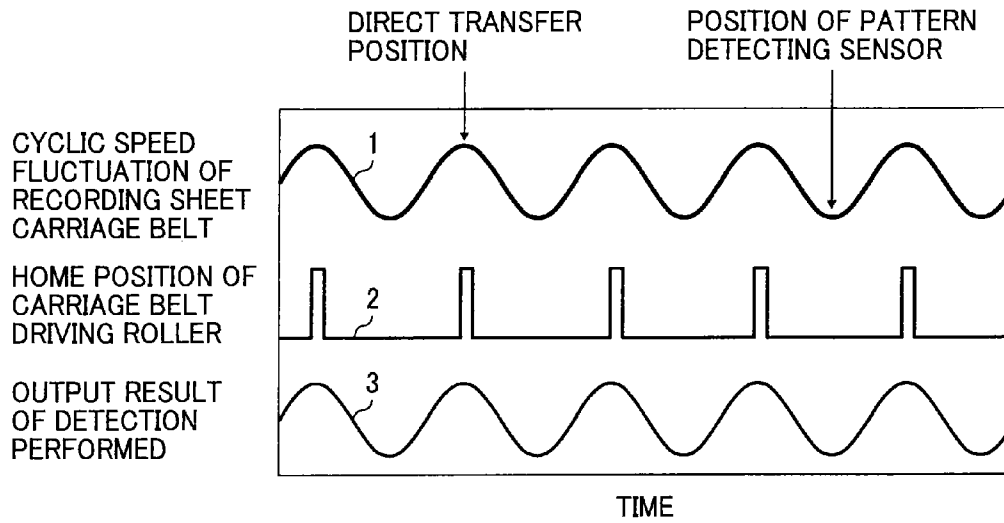 DIRECT TRANSFER
POSITION
POSITION OF PATTERN
DETECTING SENSOR
CYCLIC SPEED
FLUCTUATION OF
RECORDING SHEET
CARRIAGE BELT
1
HOME POSITION OF
CARRIAGE BELT
DRIVING ROLLER
2
OUTPUT RESULT
OF DETECTION
PERFORMED
3
TIME